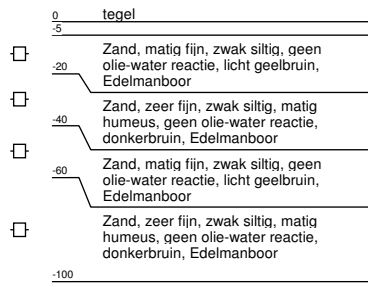 0 tegel
-5
Zand, matig fijn, zwak siltig, geen
olie-water reactie, licht geelbruin,
Edelmanboor
-20
Zand, zeer fijn, zwak siltig, matig
humeus, geen olie-water reactie,
donkerbruin, Edelmanboor
-40
Zand, matig fijn, zwak siltig, geen
olie-water reactie, licht geelbruin,
Edelmanboor
-60
Zand, zeer fijn, zwak siltig, matig
humeus, geen olie-water reactie,
donkerbruin, Edelmanboor
-100